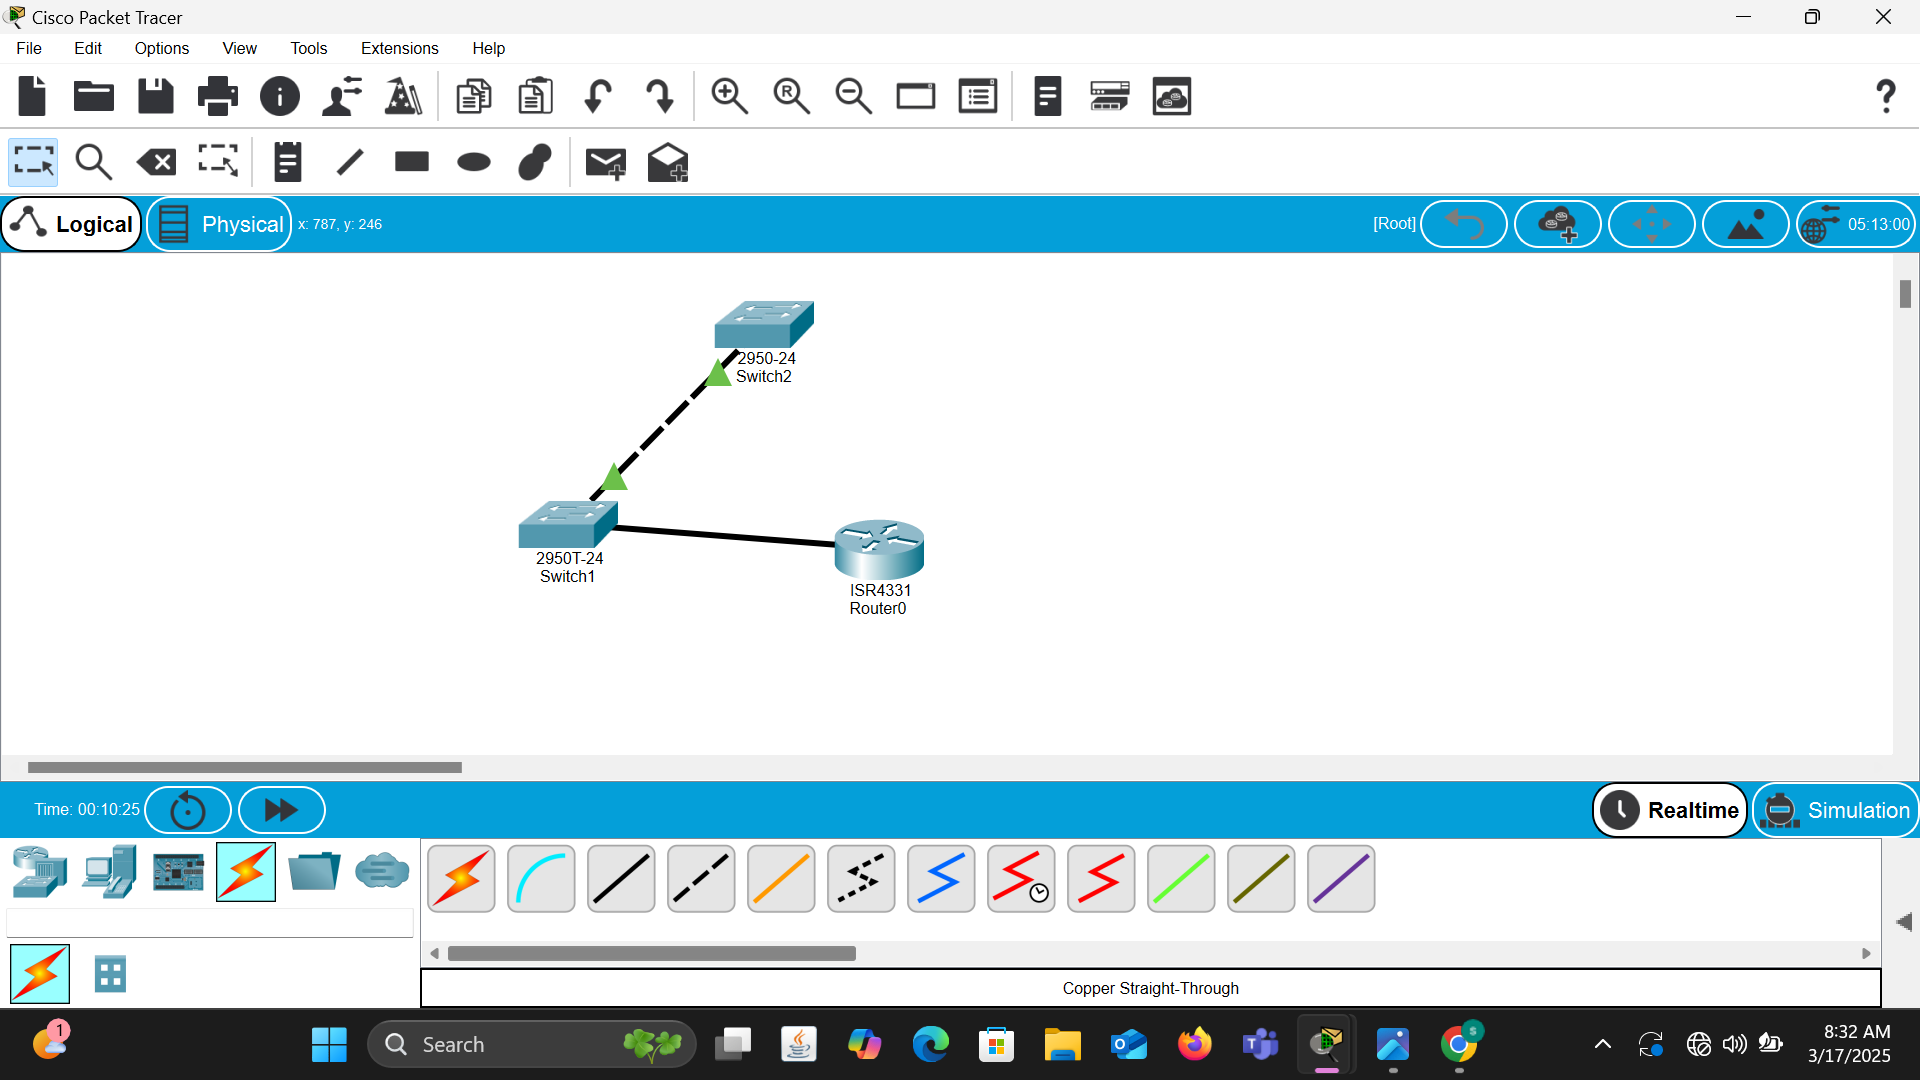 Cisco Packet Tracer
File Edit Options View Tools Extensions Help
R
Logical
Physical
x: 787, y: 246
[Root]
05:13:00
2950-24
Switch2
2950T-24
Switch1
ISR4331
Router0
Time: 00:10:25
Realtime
Simulation
Copper Straight-Through
1
Search
$
8:32 AM
3/17/2025